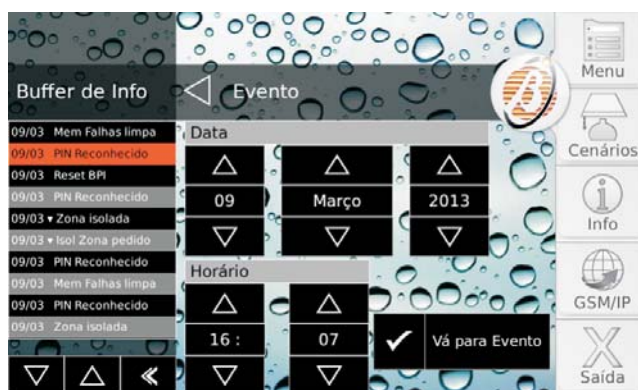 Buffer de Info
Evento
09/03 Mem Falhas limpa
09/03 PIN Reconhecido
09/03 Reset BPI
09/03 PIN Reconhecido
09/03 ▾ Zona isolada
09/03 ▾ Isol Zona pedido
09/03 PIN Reconhecido
09/03 Mem Falhas limpa
09/03 PIN Reconhecido
09/03 Zona isolada
Data
09 Março 2013
Horário
16 : 07
Vá para Evento
Menu
Cenários
Info
GSM/IP
Saída